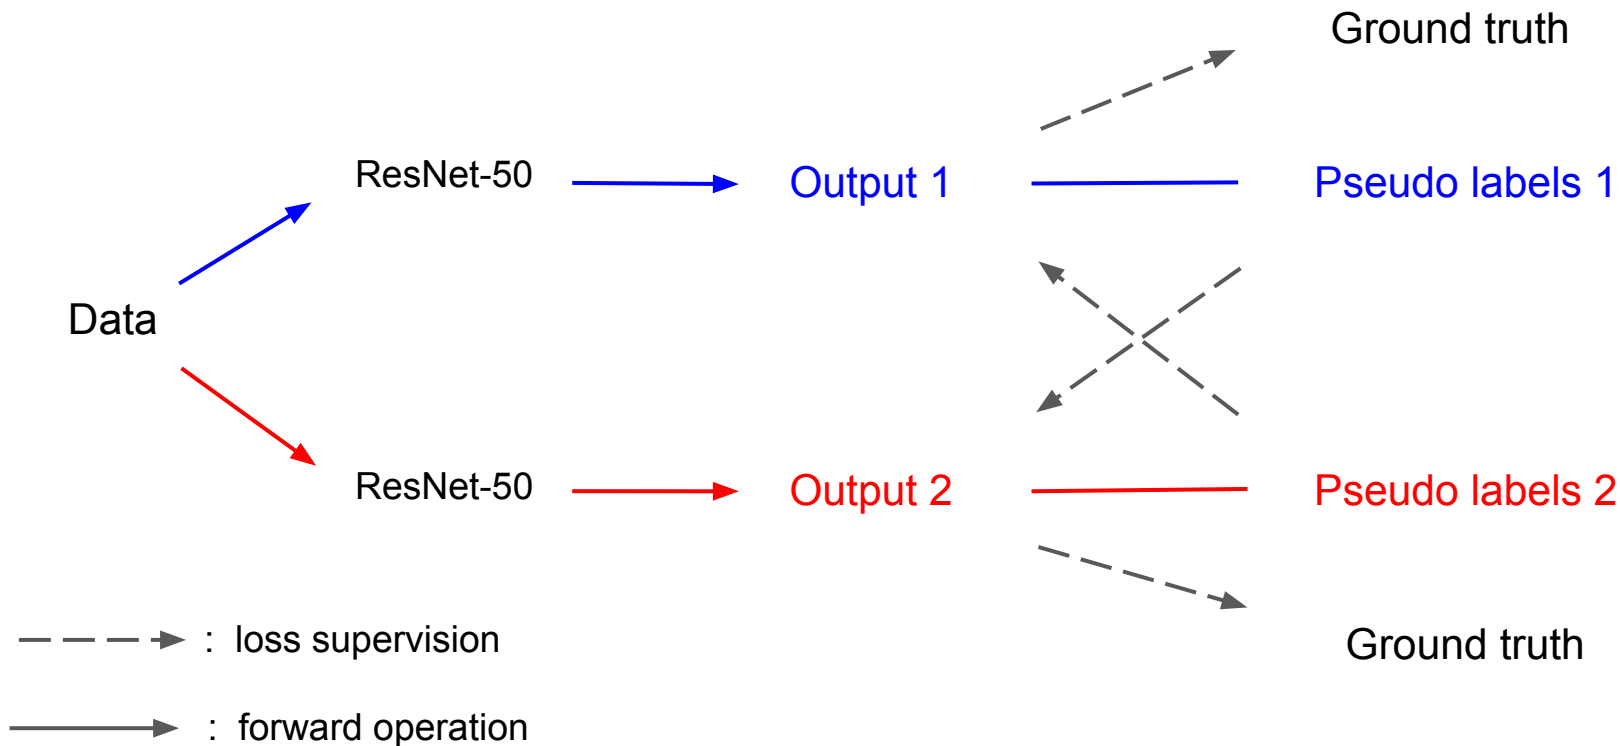 Ground truth
ResNet-50
Output 1
Pseudo labels 1
Data
ResNet-50
Output 2
Pseudo labels 2
: loss supervision
Ground truth
: forward operation